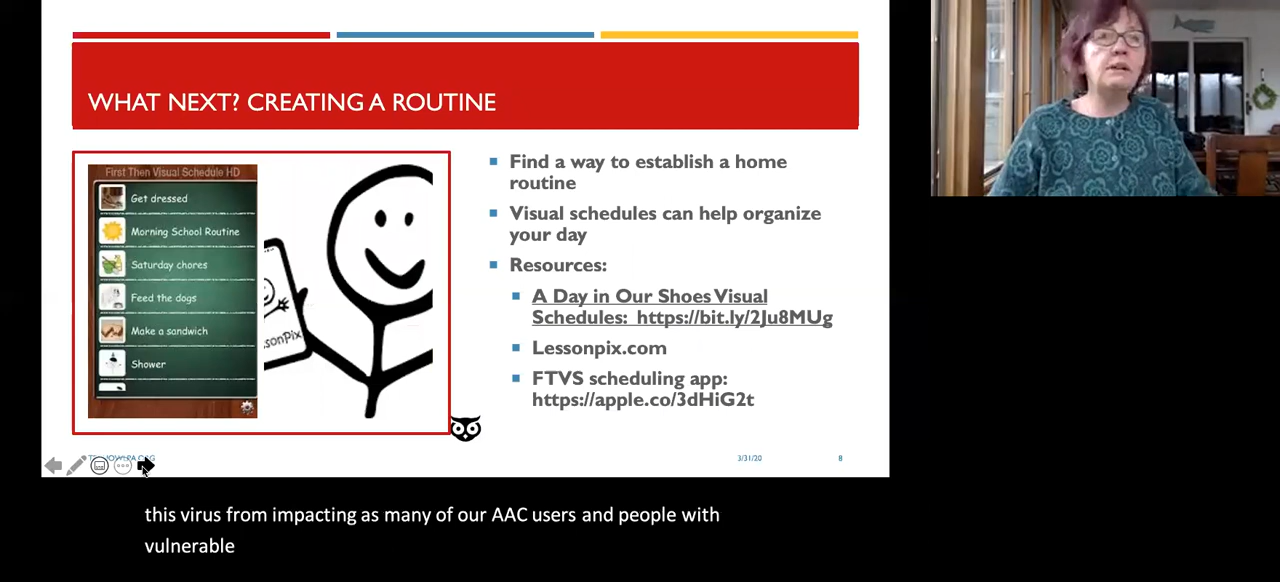 WHAT NEXT? CREATING A ROUTINE
First Then Visual Schedule HD
Get dressed
Morning School Routine
Saturday chores
Feed the dogs
Make a sandwich
Shower
Find a way to establish a home
routine
Visual schedules can help organize
your day
Resources:
A Day in Our Shoes Visual
Schedules: https://bit.ly/2Ju8MUg
Lessonpix.com
FTVS scheduling app:
https://apple.co/3dHiG2t
3/31/20
8
this virus from impacting as many of our AAC users and people with
vulnerable